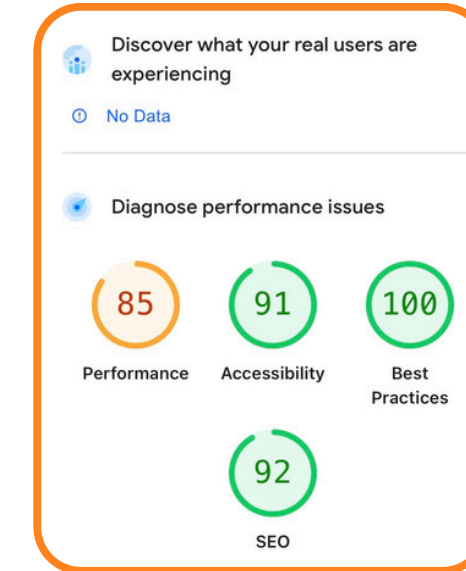 Discover what your real users are
experiencing
No Data
Diagnose performance issues
85
91
100
Performance
Accessibility
Best
Practices
92
SEO